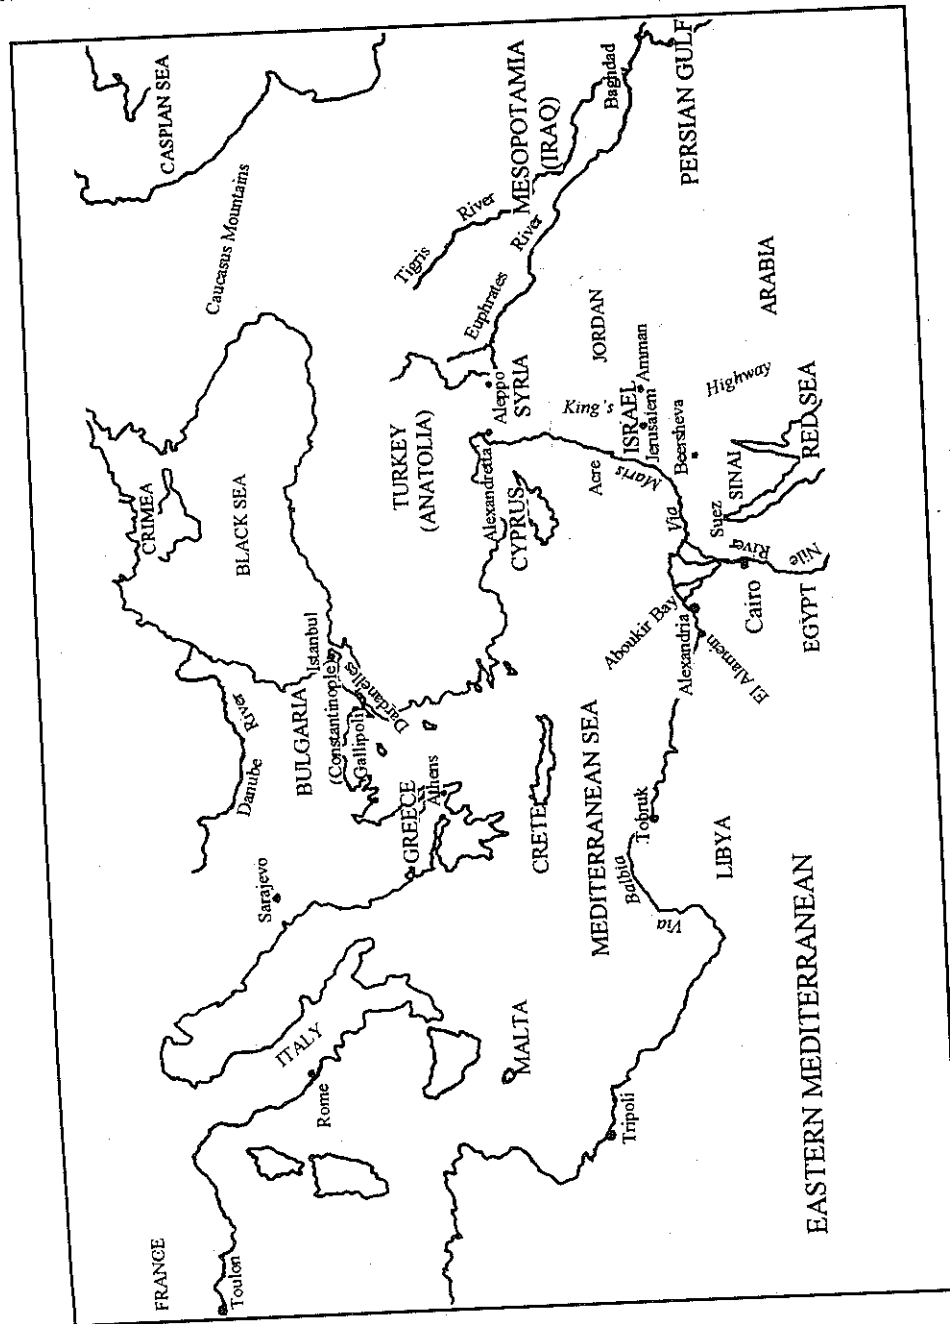 FRANCE
Toulon
ITALY
Rome
Sarajevo
Danube River
BULGARIA
Istanbul
(Constantinople)
Gallipoli
Dardanelles
GREECE
Athens
CRIMEA
BLACK SEA
Caucasus Mountains
CASPIAN SEA
TURKEY
(ANATOLIA)
Alexandretta
Aleppo
SYRIA
CYPRUS
Tigris River
Euphrates River
MESOPOTAMIA
(IRAQ)
Baghdad
PERSIAN GULF
MALTA
CRETE
MEDITERRANEAN SEA
Tripoli
Via Balbia
Tobruk
LIBYA
Aboukir Bay
Alexandria
El Alamein
Cairo
EGYPT
Nile River
Suez
SINAI
Via Maris
Acre
ISRAEL
Jerusalem
Beersheva
JORDAN
Amman
King's Highway
ARABIA
RED SEA
EASTERN MEDITERRANEAN